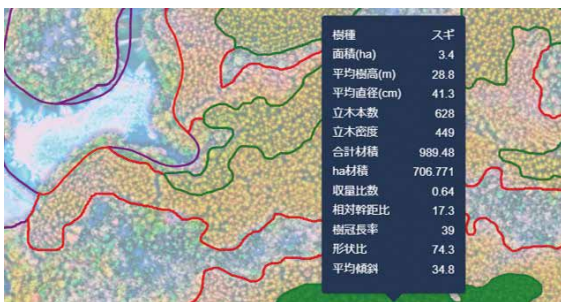 樹種 スギ
面積(ha) 3.4
平均樹高(m) 28.8
平均直径(cm) 41.3
立木本数 628
立木密度 449
合計材積 989.48
ha材積 706.771
収量比数 0.64
相対幹距比 17.3
樹冠長率 39
形状比 74.3
平均傾斜 34.8